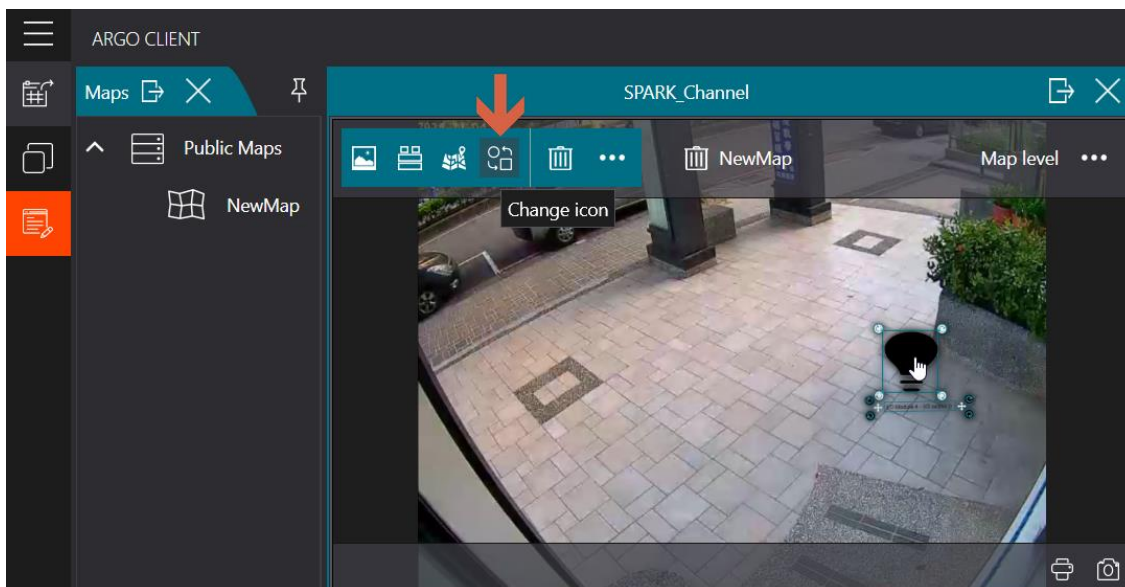 ARGO CLIENT
Maps
SPARK_Channel
Public Maps
NewMap
NewMap
Map level
Change icon